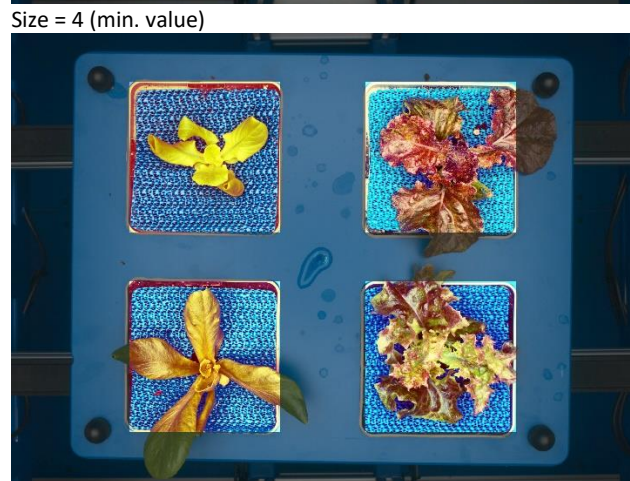 Size = 4 (min. value)